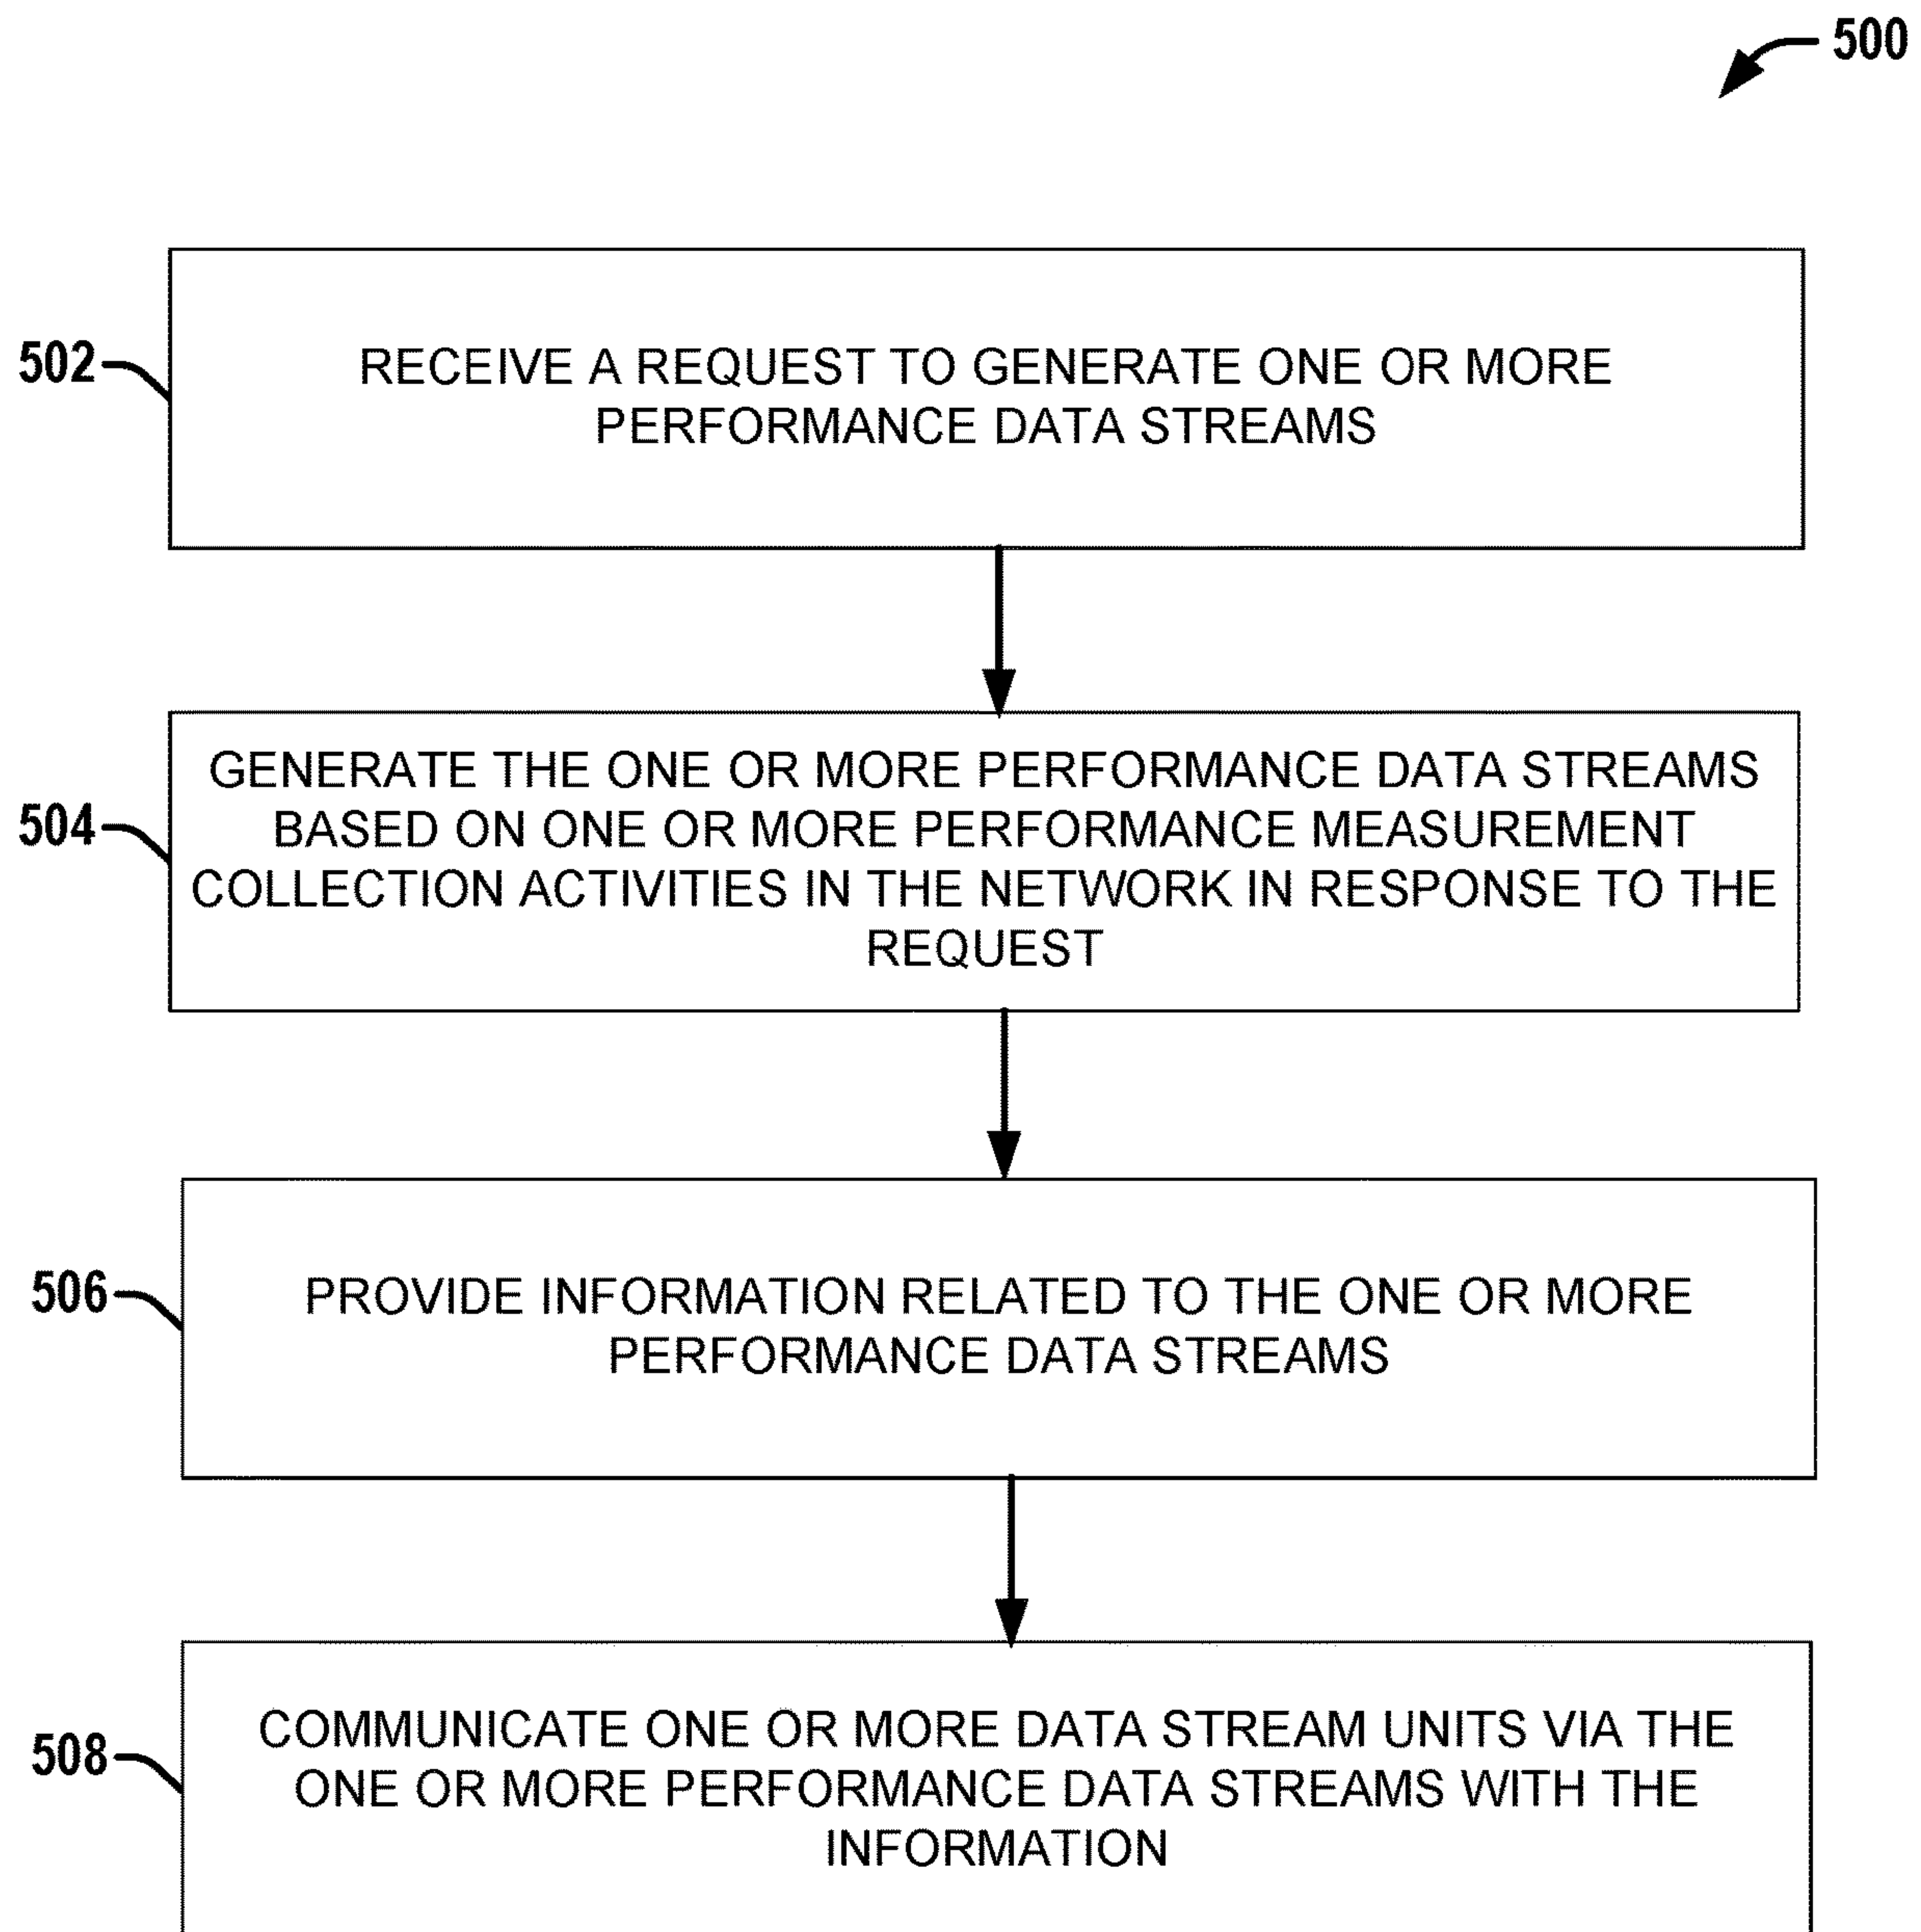 500
502
RECEIVE A REQUEST TO GENERATE ONE OR MORE
PERFORMANCE DATA STREAMS
504
GENERATE THE ONE OR MORE PERFORMANCE DATA STREAMS
BASED ON ONE OR MORE PERFORMANCE MEASUREMENT
COLLECTION ACTIVITIES IN THE NETWORK IN RESPONSE TO THE
REQUEST
506
PROVIDE INFORMATION RELATED TO THE ONE OR MORE
PERFORMANCE DATA STREAMS
508
COMMUNICATE ONE OR MORE DATA STREAM UNITS VIA THE
ONE OR MORE PERFORMANCE DATA STREAMS WITH THE
INFORMATION